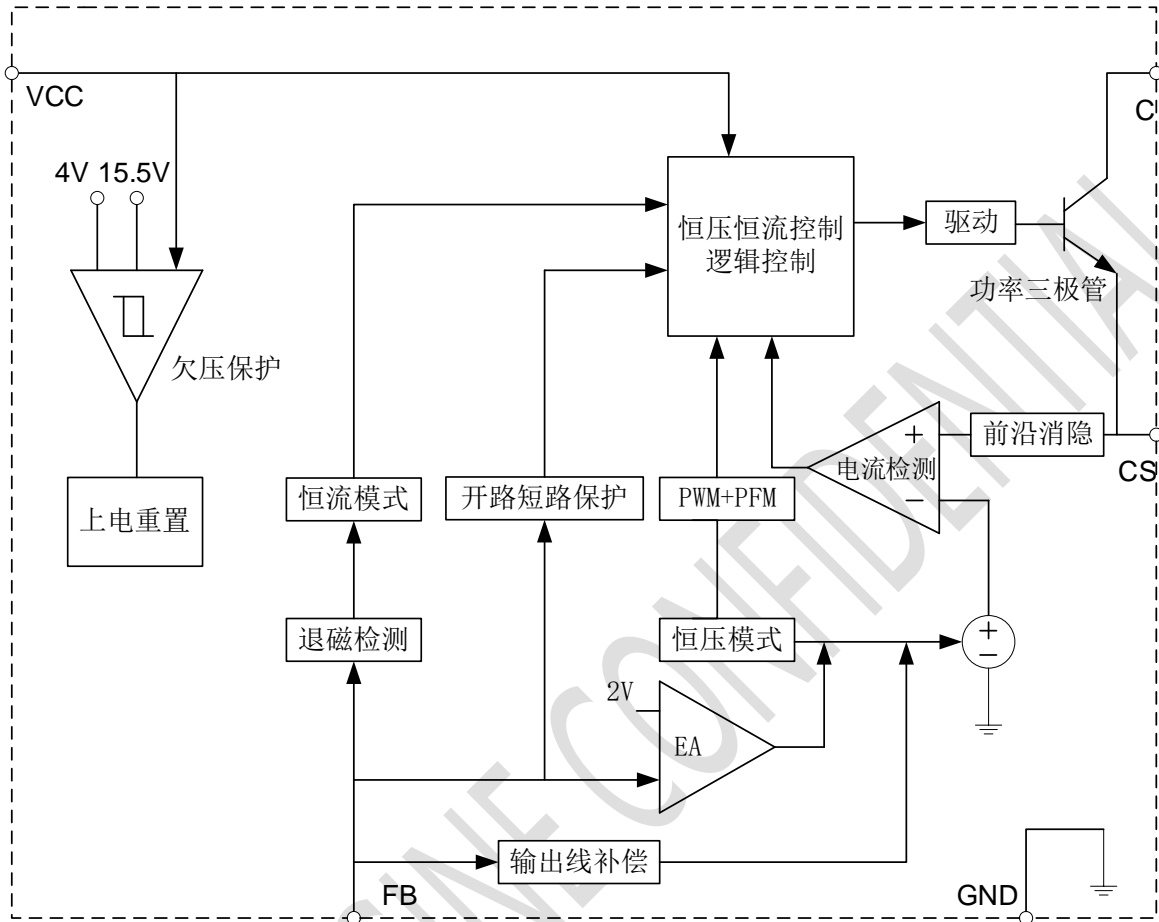 VCC
C
4V 15.5V
恒压恒流控制
逻辑控制
驱动
功率三极管
欠压保护
上电重置
恒流模式
开路短路保护
PWM+PFM
电流检测
+
−
前沿消隐
CS
退磁检测
恒压模式
+
−
2V
EA
输出线补偿
FB
GND
SINE CONFIDENTIAL